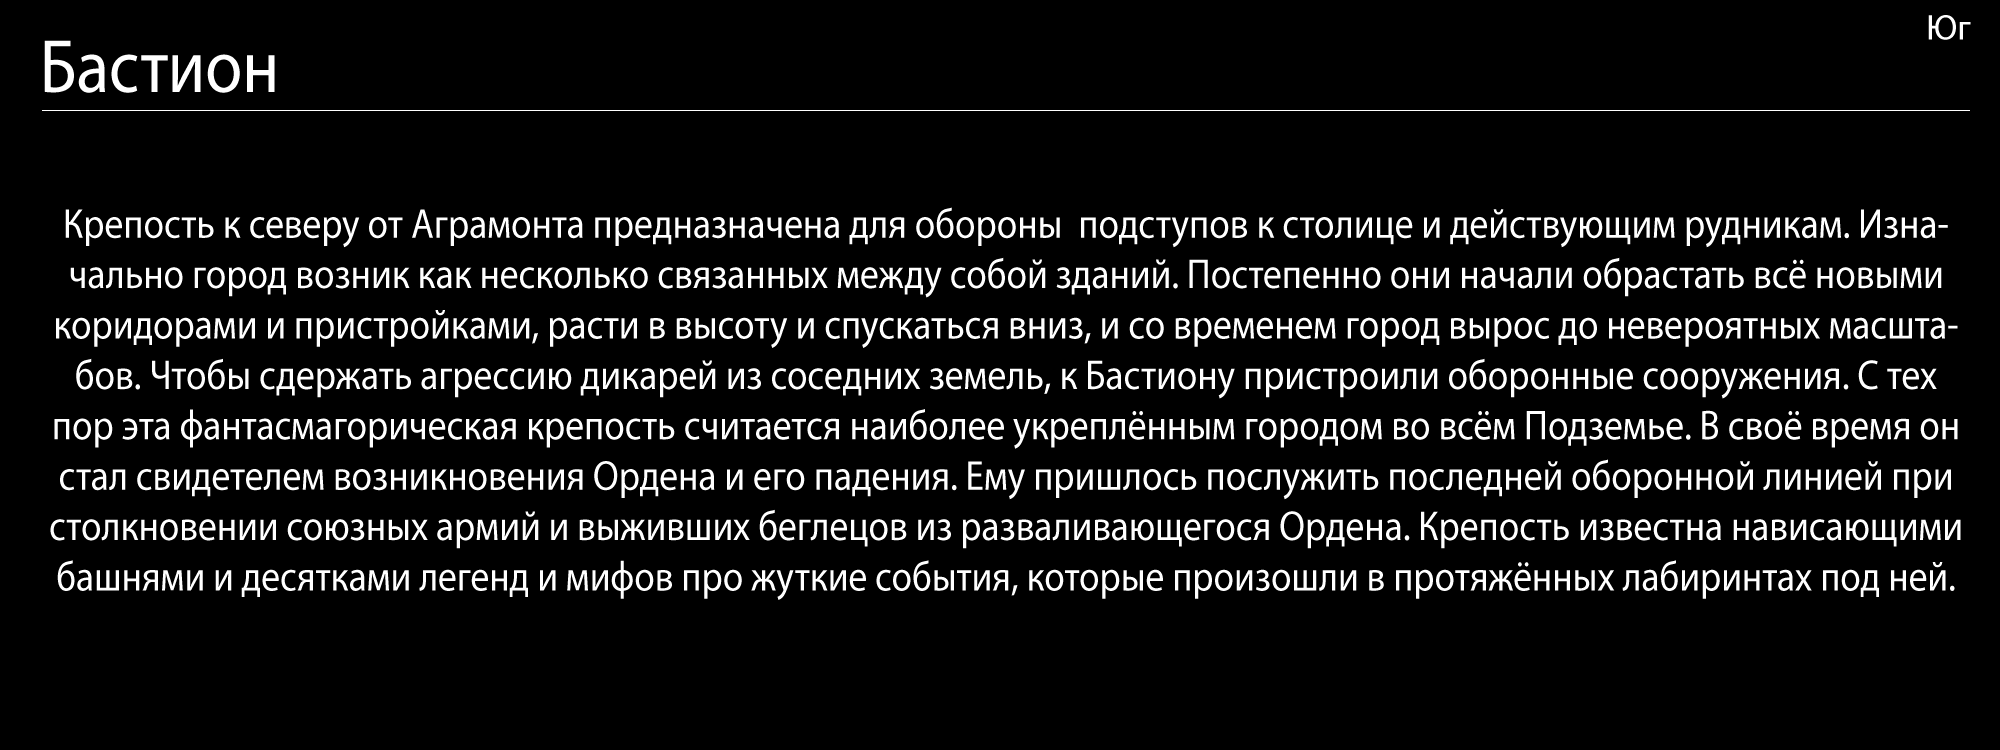 Юг
Бастион
Крепость к северу от Аграмонта предназначена для обороны  подступов к столице и действующим рудникам. Изна-
чально город возник как несколько связанных между собой зданий. Постепенно они начали обрастать всё новыми
коридорами и пристройками, расти в высоту и спускаться вниз, и со временем город вырос до невероятных масшта-
бов. Чтобы сдержать агрессию дикарей из соседних земель, к Бастиону пристроили оборонные сооружения. С тех
пор эта фантасмагорическая крепость считается наиболее укреплённым городом во всём Подземье. В своё время он
стал свидетелем возникновения Ордена и его падения. Ему пришлось послужить последней оборонной линией при
столкновении союзных армий и выживших беглецов из разваливающегося Ордена. Крепость известна нависающими
башнями и десятками легенд и мифов про жуткие события, которые произошли в протяжённых лабиринтах под ней.